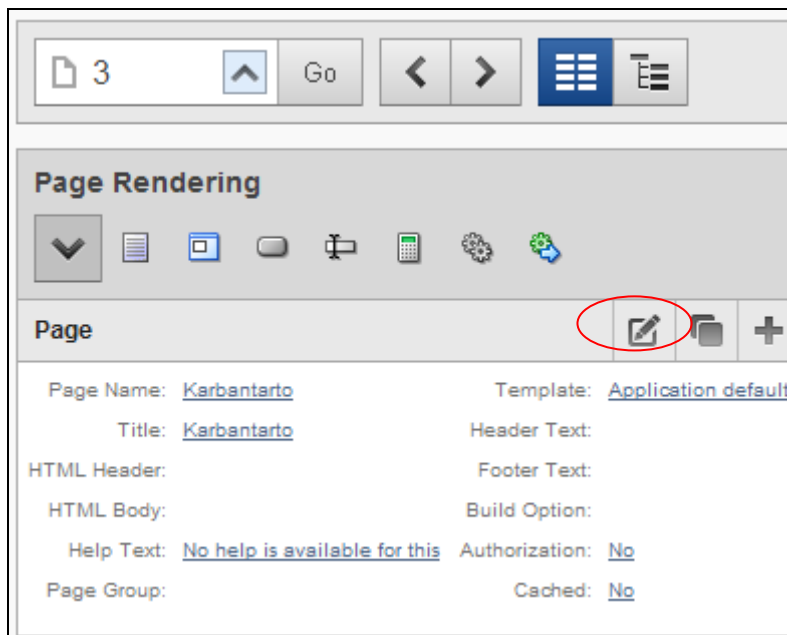 3 Go
Page Rendering
Page
Page Name: Karbantarto Template: Application default
Title: Karbantarto Header Text:
HTML Header: Footer Text:
HTML Body: Build Option:
Help Text: No help is available for this Authorization: No
Page Group: Cached: No